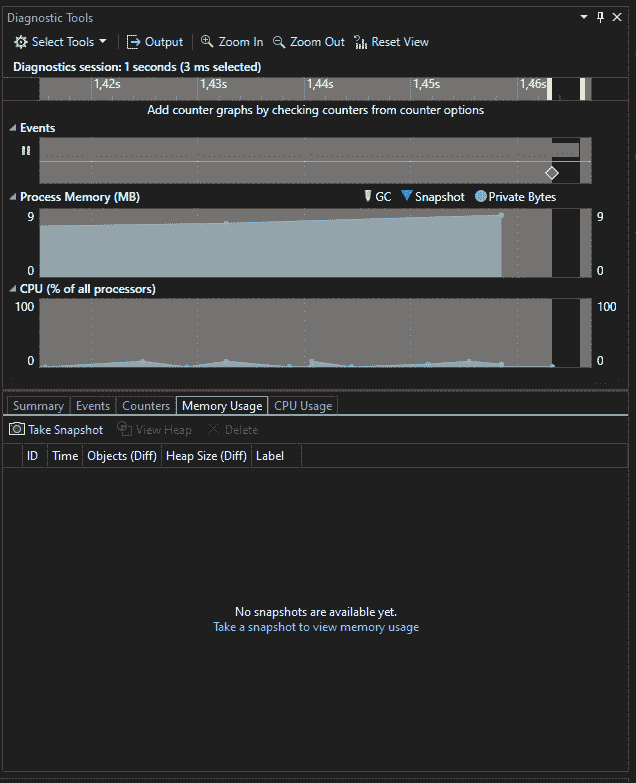 Diagnostic Tools
Select Tools Output Zoom In Zoom Out Reset View
Diagnostics session: 1 seconds (3 ms selected)
1,42s 1,43s 1,44s 1,45s 1,46s
Add counter graphs by checking counters from counter options
Events
Process Memory (MB) GC Snapshot Private Bytes
9 9
0 0
CPU (% of all processors)
100 100
0 0
Summary Events Counters Memory Usage CPU Usage
Take Snapshot View Heap Delete
ID Time Objects (Diff) Heap Size (Diff) Label
No snapshots are available yet.
Take a snapshot to view memory usage